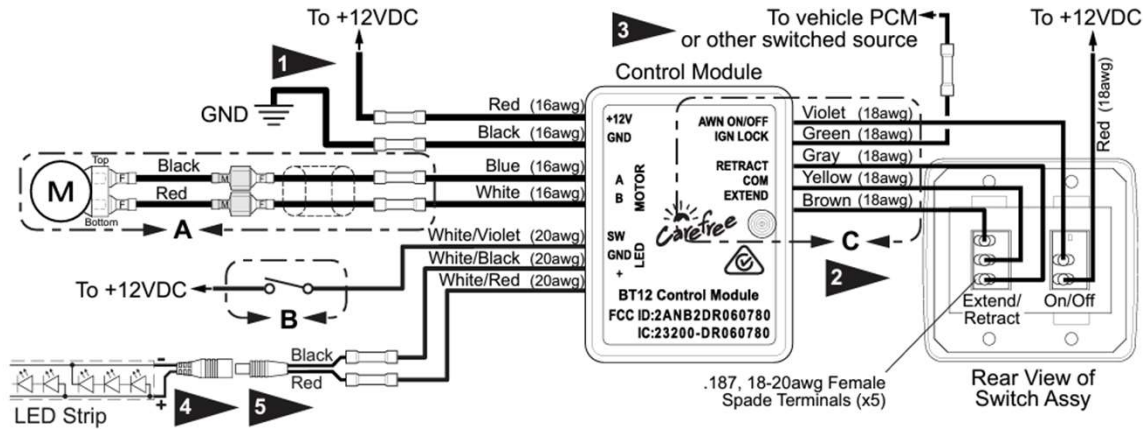 To +12VDC
1
GND
Red (16awg)
Black (16awg)
Top
Black
Blue (16awg)
M
F
M
F
Red
White (16awg)
F
M
F
Bottom
A
White/Violet (20awg)
White/Black (20awg)
White/Red (20awg)
To +12VDC
B
Black
Red
-
+
LED Strip
4
5
3
To vehicle PCM
or other switched source
Control Module
+12V
GND
A
B
MOTOR
SW
GND
+
LED
AWN ON/OFF
IGN LOCK
RETRACT
COM
EXTEND
Carefree
BT12 Control Module
FCC ID:2ANB2DR060780
IC:23200-DR060780
Violet (18awg)
Green (18awg)
Gray (18awg)
Yellow (18awg)
Brown (18awg)
C
2
To +12VDC
Red (18awg)
Extend/
Retract
On/Off
.187, 18-20awg Female
Spade Terminals (x5)
Rear View of
Switch Assy